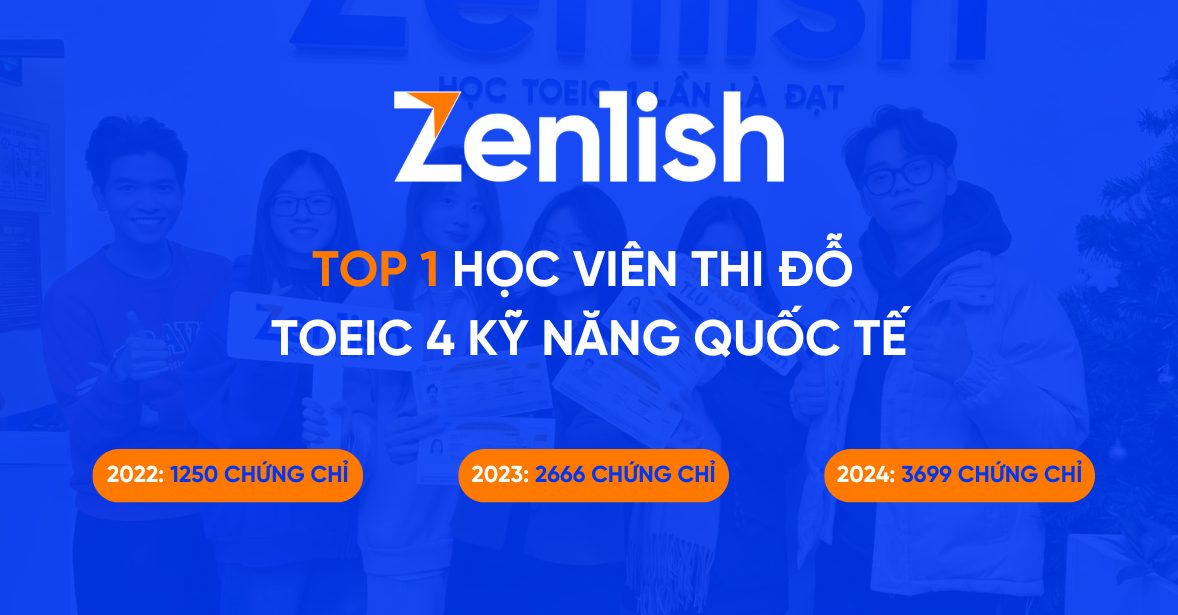 Zenlish
HỌC TOEIC 1 LẦN LÀ ĐẠT
Zenlish
TOP 1 HỌC VIÊN THI ĐỖ
TOEIC 4 KỸ NĂNG QUỐC TẾ
2022: 1250 CHỨNG CHỈ
2023: 2666 CHỨNG CHỈ
2024: 3699 CHỨNG CHỈ